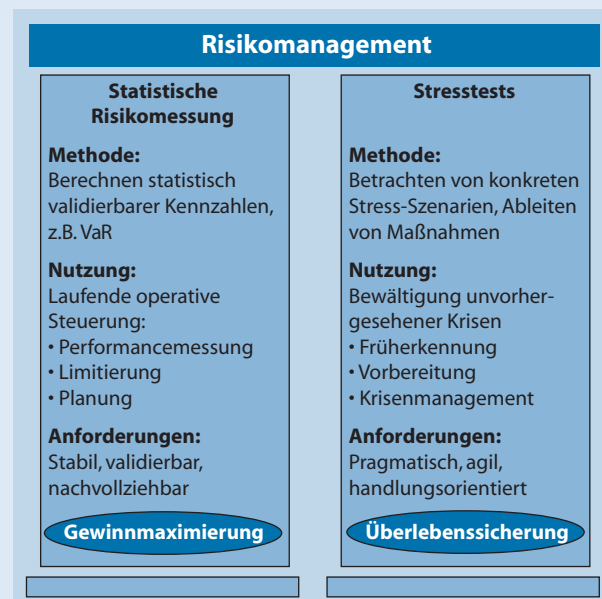 Risikomanagement
Statistische
Risikomessung
Methode:
Berechnen statistisch
validierbarer Kennzahlen,
z.B. VaR
Nutzung:
Laufende operative
Steuerung:
• Performancemessung
• Limitierung
• Planung
Anforderungen:
Stabil, validierbar,
nachvollziehbar
Gewinnmaximierung
Stresstests
Methode:
Betrachten von konkreten
Stress-Szenarien, Ableiten
von Maßnahmen
Nutzung:
Bewältigung unvorher-
gesehener Krisen
• Früherkennung
• Vorbereitung
• Krisenmanagement
Anforderungen:
Pragmatisch, agil,
handlungsorientiert
Überlebenssicherung